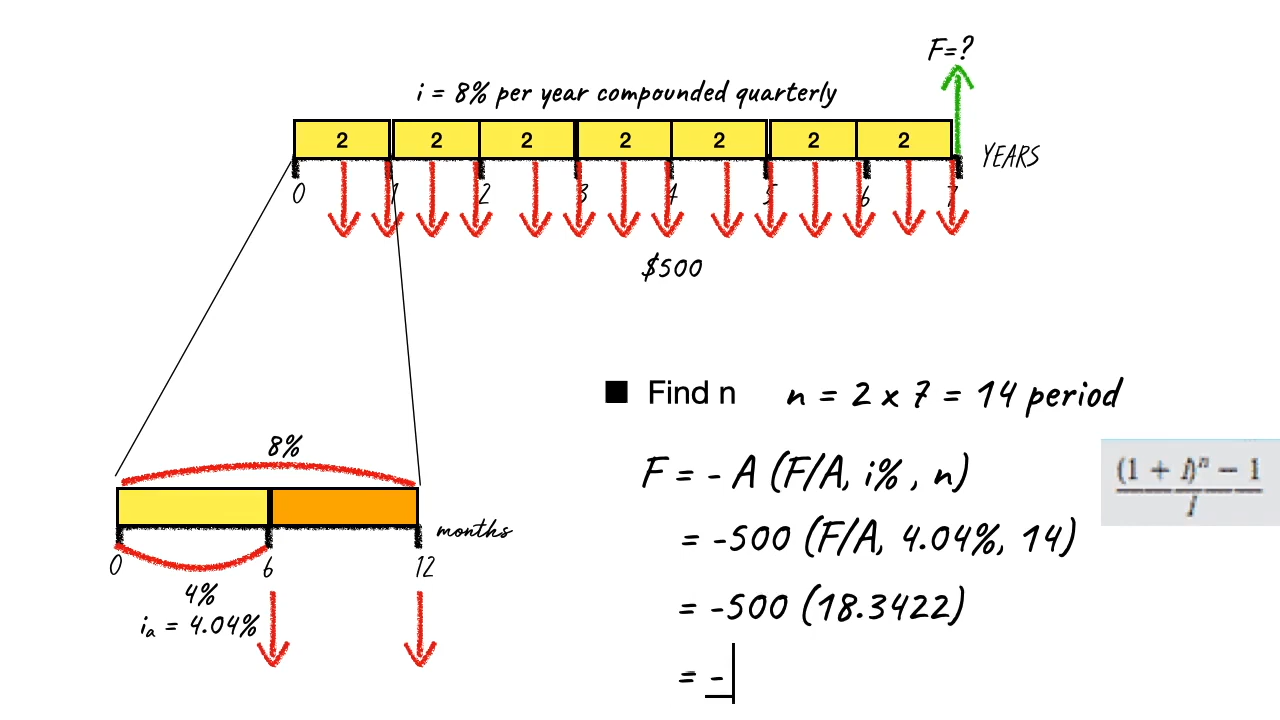 F=?
i = 8% per year compounded quarterly
2 2 2 2 2 2 2
YEARS
0 1 2 3 4 5 6 7
$500
■ Find n n = 2 x 7 = 14 period
8%
F = - A (F/A, i% , n)
(1 + i)ⁿ − 1
i
months
= -500 (F/A, 4.04%, 14)
0 6 12
4%
= -500 (18.3422)
iₐ = 4.04%
= -